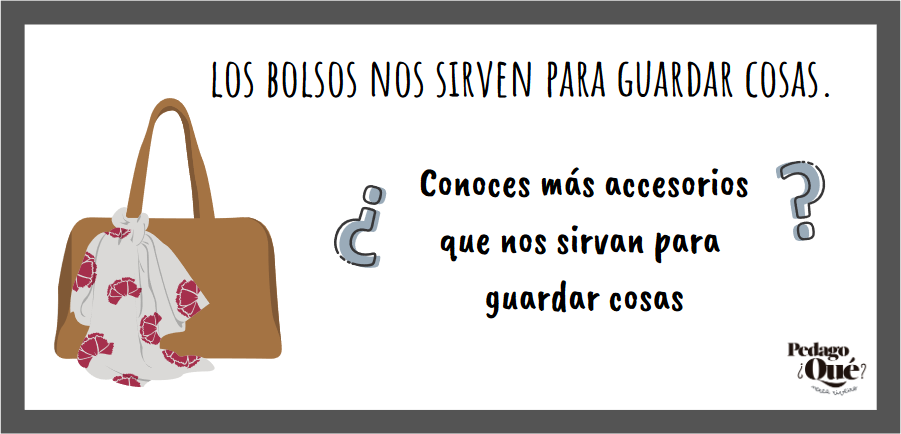 LOS BOLSOS NOS SIRVEN PARA GUARDAR COSAS.
¿ Conoces más accesorios ?
que nos sirvan para
guardar cosas
Pedago
¿Qué?